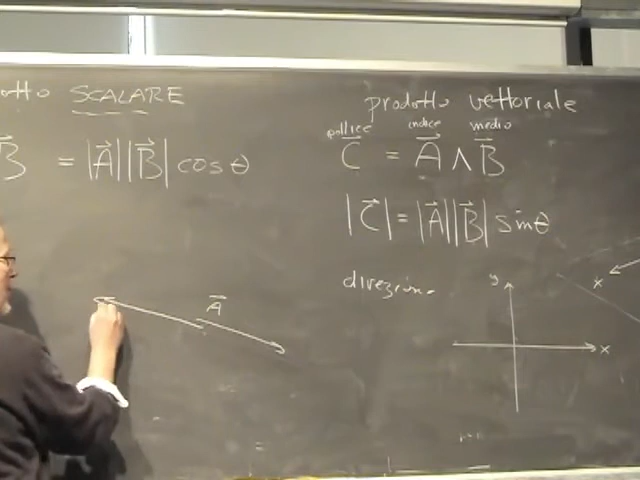 otto SCALARE
B⃗ = |A⃗||B⃗| cos θ
A⃗
prodotto vettoriale
pollice indice medio
C⃗ = A⃗ ∧ B⃗
|C⃗| = |A⃗||B⃗| sin θ
direzione
y
x
x